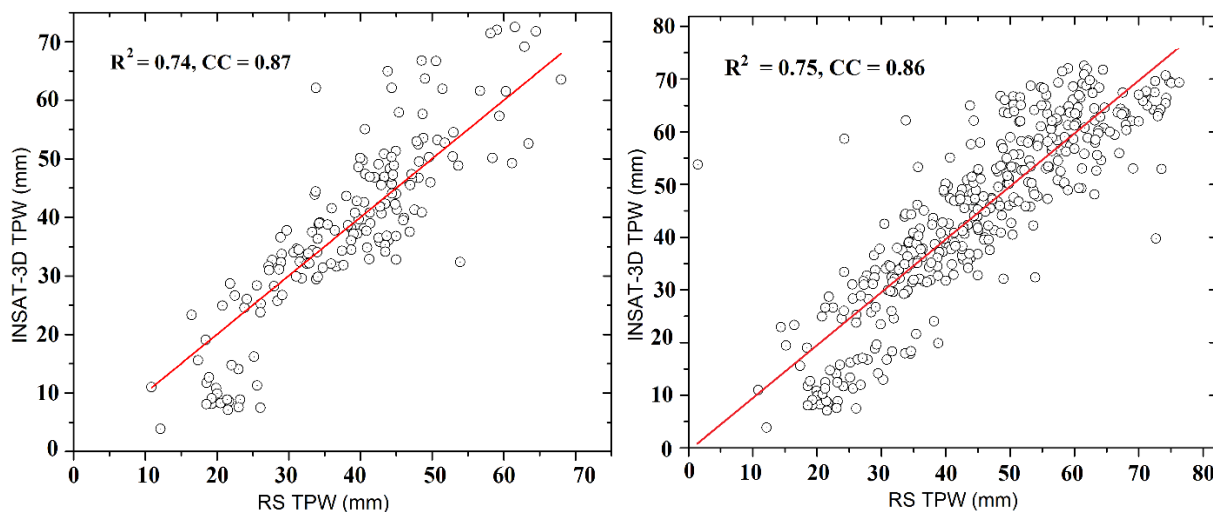 R² = 0.74, CC = 0.87
INSAT-3D TPW (mm)
70
60
50
40
30
20
10
0
0 10 20 30 40 50 60 70
RS TPW (mm)
R² = 0.75, CC = 0.86
INSAT-3D TPW (mm)
70
60
50
40
30
20
10
0
0 10 20 30 40 50 60 70 80
RS TPW (mm)